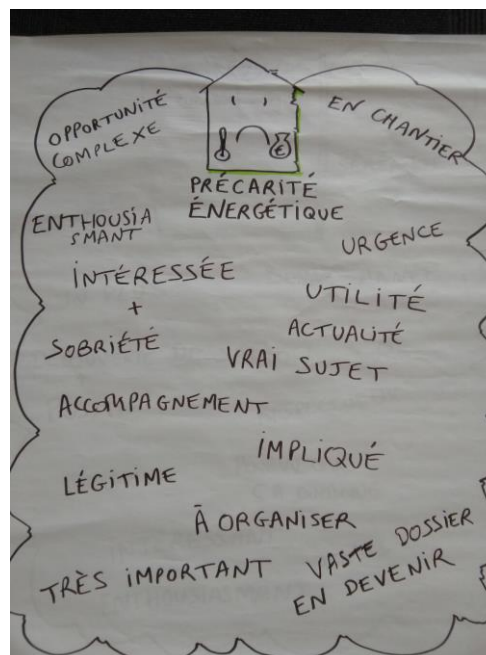 OPPORTUNITÉ
COMPLEXE
EN CHANTIER
€
PRÉCARITÉ
ÉNERGÉTIQUE
ENTHOUSIA
SMANT
URGENCE
INTÉRESSÉE
+
UTILITÉ
SOBRIÉTÉ
ACTUALITÉ
VRAI SUJET
ACCOMPAGNEMENT
IMPLIQUÉ
LÉGITIME
À ORGANISER
TRÈS IMPORTANT
VASTE DOSSIER
EN DEVENIR